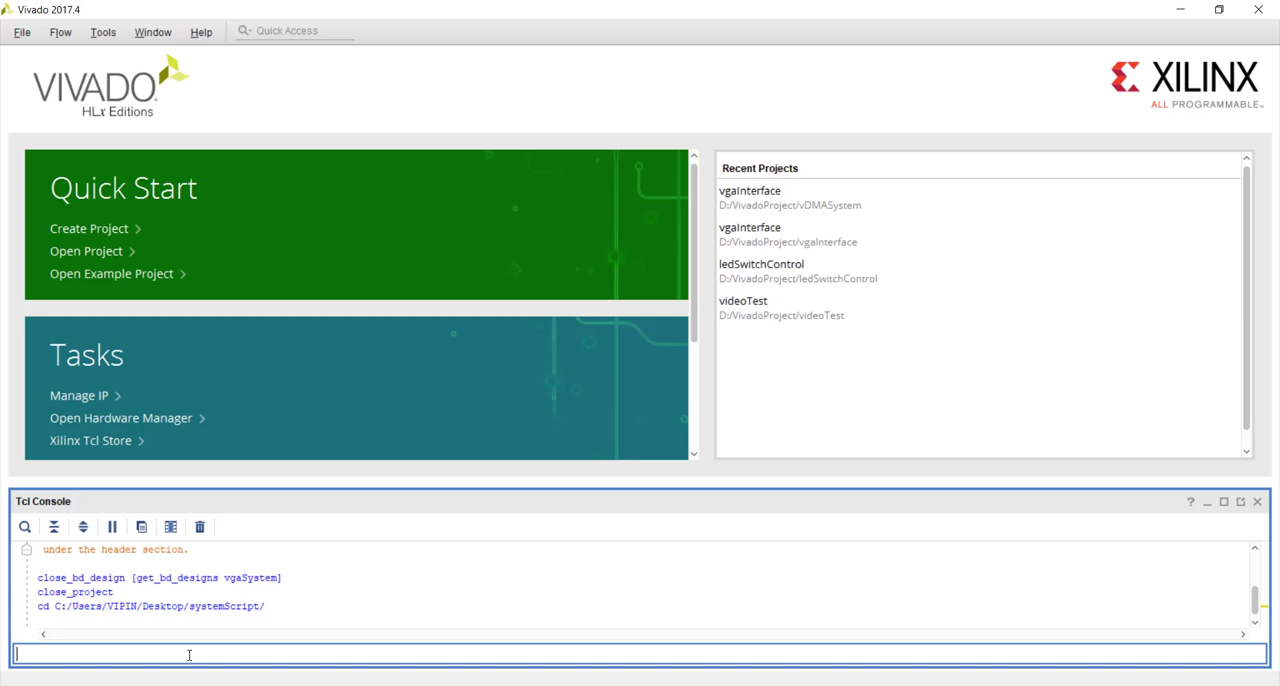 Vivado 2017.4
File Flow Tools Window Help Quick Access
VIVADO
HLx Editions
XILINX
ALL PROGRAMMABLE™
Quick Start
Create Project >
Open Project >
Open Example Project >
Tasks
Manage IP >
Open Hardware Manager >
Xilinx Tcl Store >
Recent Projects
vgaInterface
D:/VivadoProject/vDMASystem
vgaInterface
D:/VivadoProject/vgaInterface
ledSwitchControl
D:/VivadoProject/ledSwitchControl
videoTest
D:/VivadoProject/videoTest
Tcl Console
under the header section.
close_bd_design [get_bd_designs vgaSystem]
close_project
cd C:/Users/VIPIN/Desktop/systemScript/